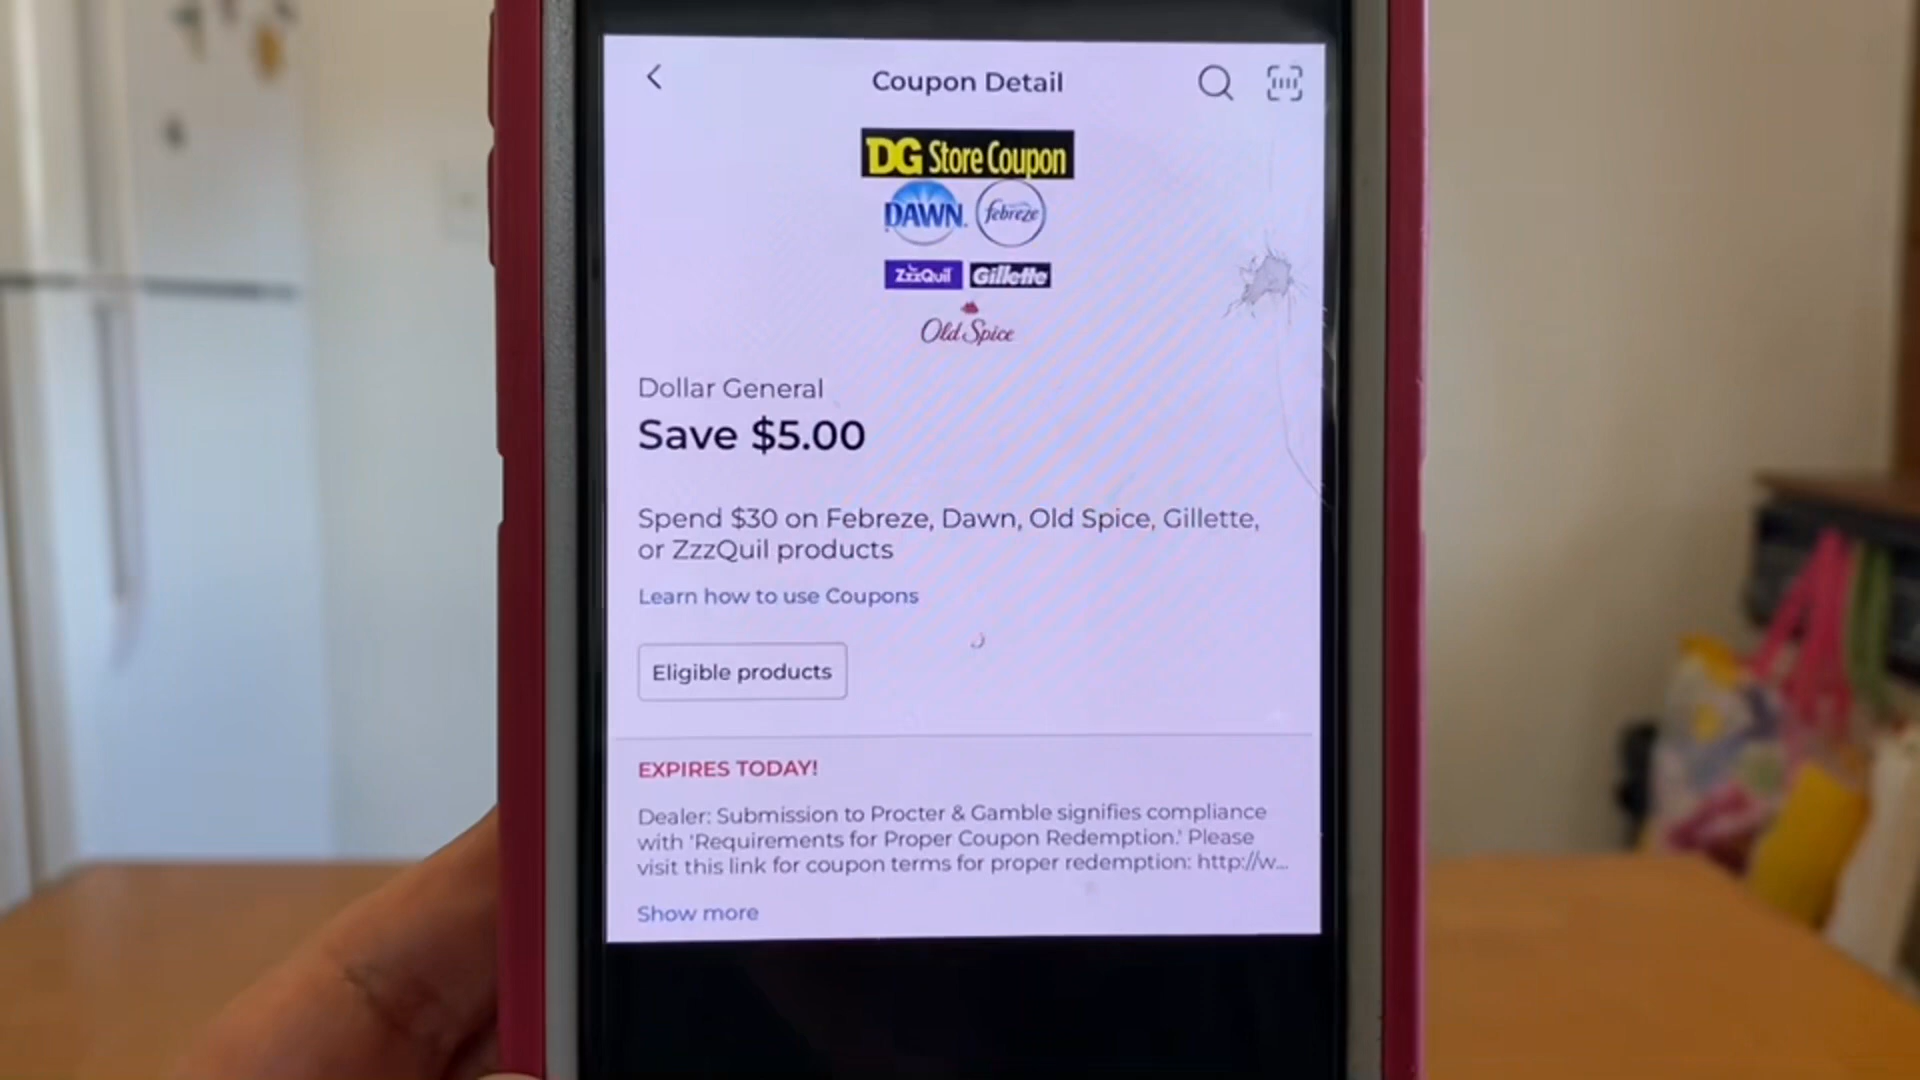 Coupon Detail
DG Store Coupon
DAWN. febreze
ZzzQuil Gillette
Old Spice
Dollar General
Save $5.00
Spend $30 on Febreze, Dawn, Old Spice, Gillette,
or ZzzQuil products
Learn how to use Coupons
Eligible products
EXPIRES TODAY!
Dealer: Submission to Procter & Gamble signifies compliance
with 'Requirements for Proper Coupon Redemption.' Please
visit this link for coupon terms for proper redemption: http://w...
Show more